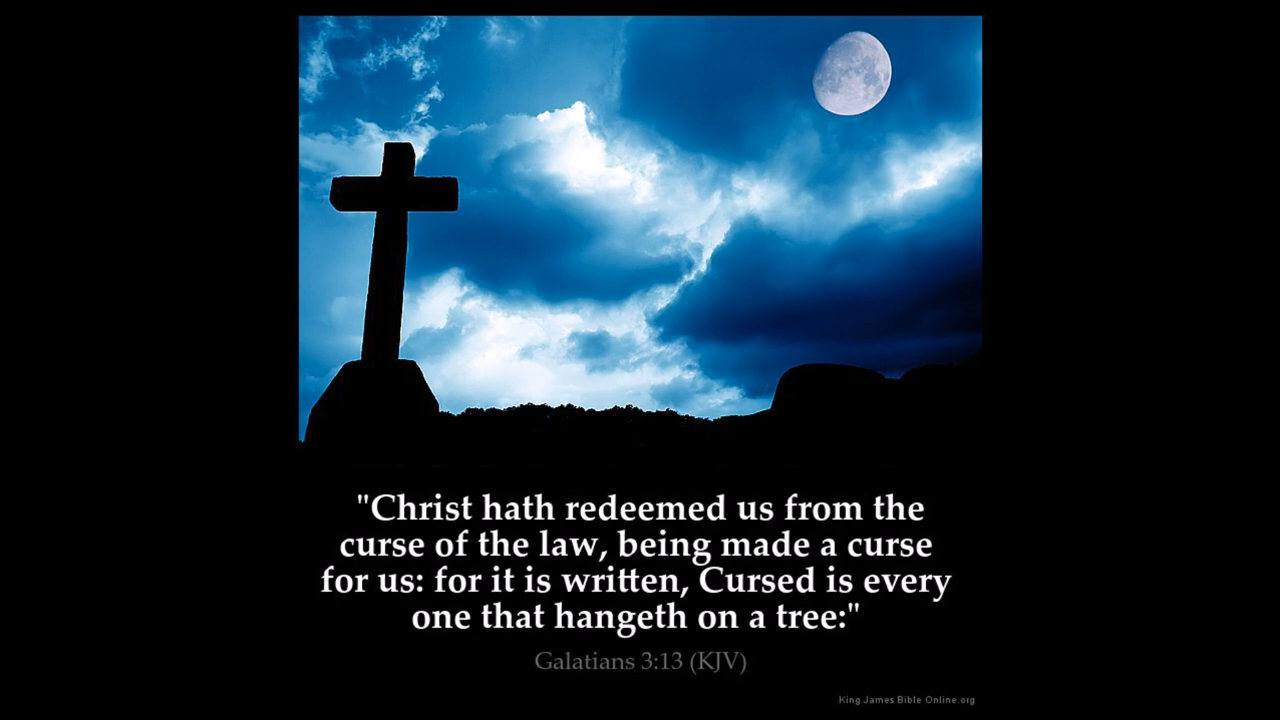 "Christ hath redeemed us from the
curse of the law, being made a curse
for us: for it is written, Cursed is every
one that hangeth on a tree:"
Galatians 3:13 (KJV)
King James Bible Online.org